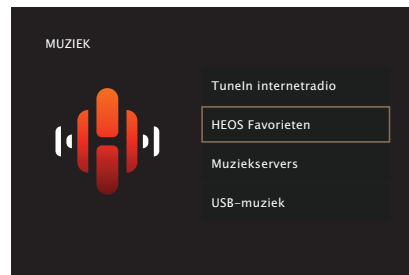 MUZIEK
TuneIn internetradio
HEOS Favorieten
Muziekservers
USB-muziek